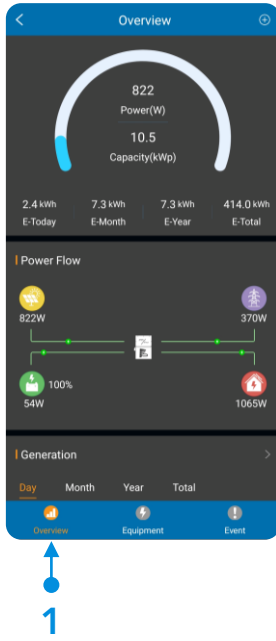 Overview
822
Power(W)
10.5
Capacity(kWp)
2.4 kWh 7.3 kWh 7.3 kWh 414.0 kWh
E-Today E-Month E-Year E-Total
Power Flow
822W 370W
100%
54W 1065W
Generation
Day Month Year Total
Overview Equipment Event
1